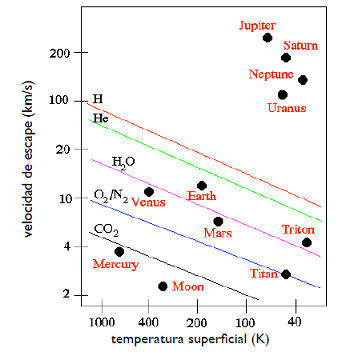 Jupiter
Saturn
200
Neptune
Uranus
100
H
He
20
H₂O
10
O₂/N₂
Venus
Earth
Mars
4
CO₂
Triton
Mercury
Titan
Moon
2
1000 400 200 100 40
velocidad de escape (km/s)
temperatura superficial (K)